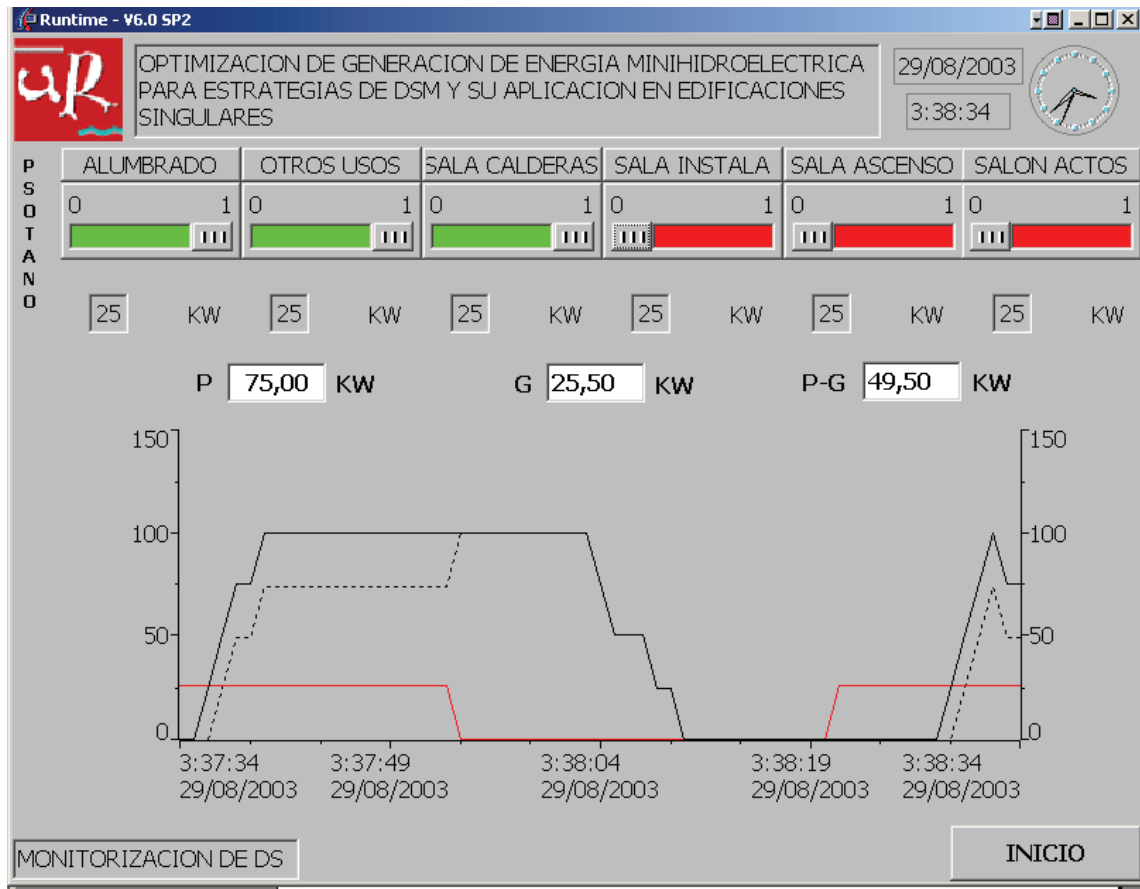 Runtime - V6.0 SP2
uR
OPTIMIZACION DE GENERACION DE ENERGIA MINIHIDROELECTRICA
PARA ESTRATEGIAS DE DSM Y SU APLICACION EN EDIFICACIONES
SINGULARES
29/08/2003
3:38:34
PSOTANO
ALUMBRADO OTROS USOS SALA CALDERAS SALA INSTALA SALA ASCENSO SALON ACTOS
0 1 0 1 0 1 0 1 0 1 0 1
25 KW 25 KW 25 KW 25 KW 25 KW 25 KW
P 75,00 KW G 25,50 KW P-G 49,50 KW
150 150
100 100
50 50
0 0
3:37:34 3:37:49 3:38:04 3:38:19 3:38:34
29/08/2003 29/08/2003 29/08/2003 29/08/2003 29/08/2003
MONITORIZACION DE DS INICIO